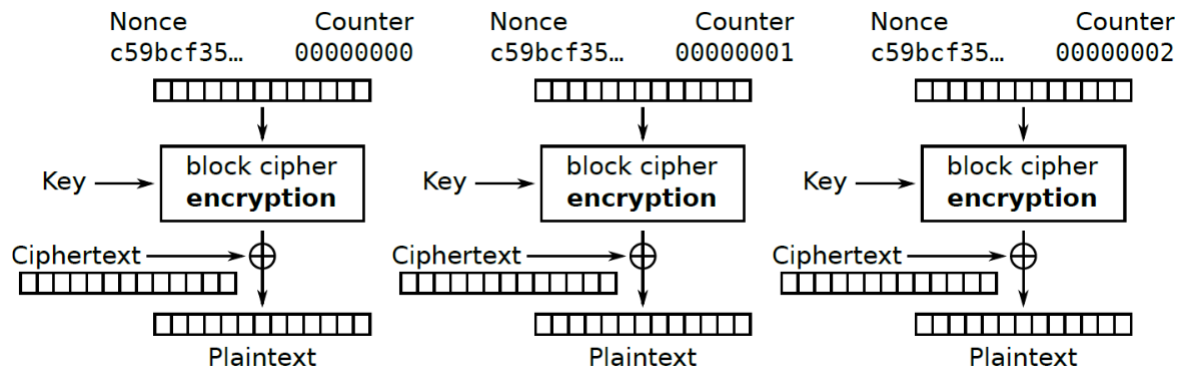 Nonce Counter Nonce Counter Nonce Counter
c59bcf35… 00000000 c59bcf35… 00000001 c59bcf35… 00000002
block cipher block cipher block cipher
Key Key Key
encryption encryption encryption
Ciphertext Ciphertext Ciphertext
Plaintext Plaintext Plaintext